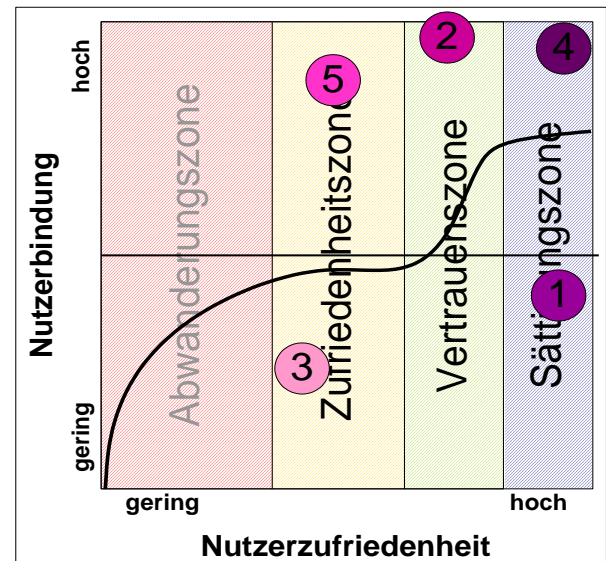 Nutzerbindung
hoch
gering
Abwanderungszone
Zufriedenheitszone
Vertrauenszone
Sättigungszone
2
4
5
1
3
gering
hoch
Nutzerzufriedenheit